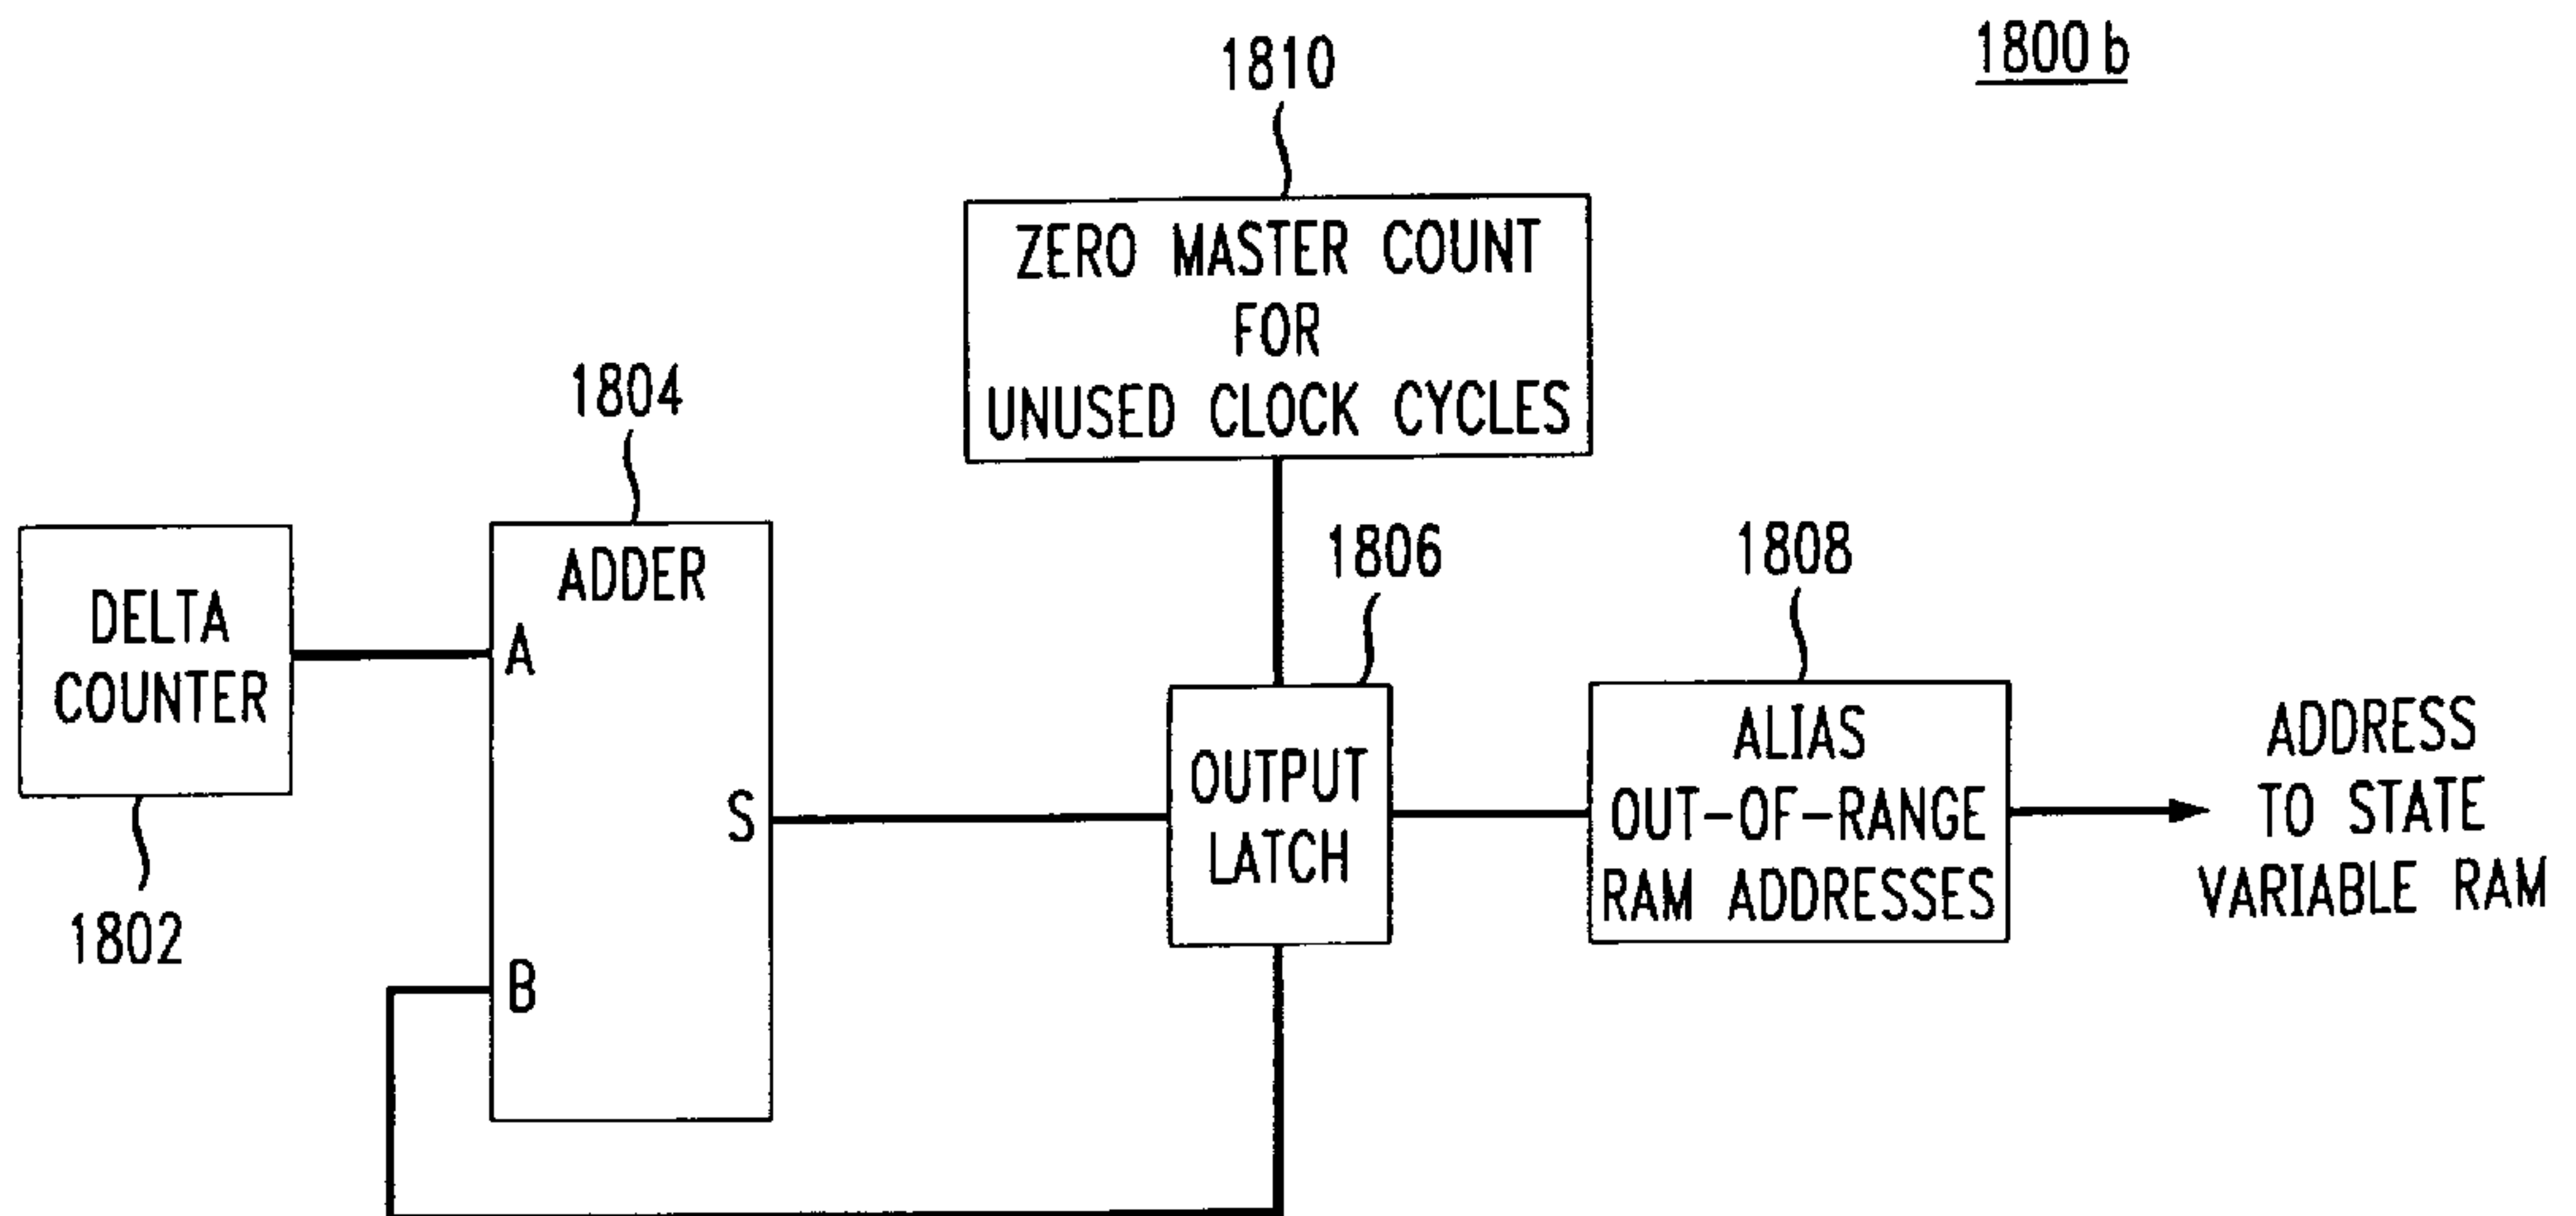 1800 b
1810
ZERO MASTER COUNT
FOR
UNUSED CLOCK CYCLES
1804
ADDER
A
B
S
DELTA
COUNTER
1802
1806
OUTPUT
LATCH
1808
ALIAS
OUT-OF-RANGE
RAM ADDRESSES
ADDRESS
TO STATE
VARIABLE RAM